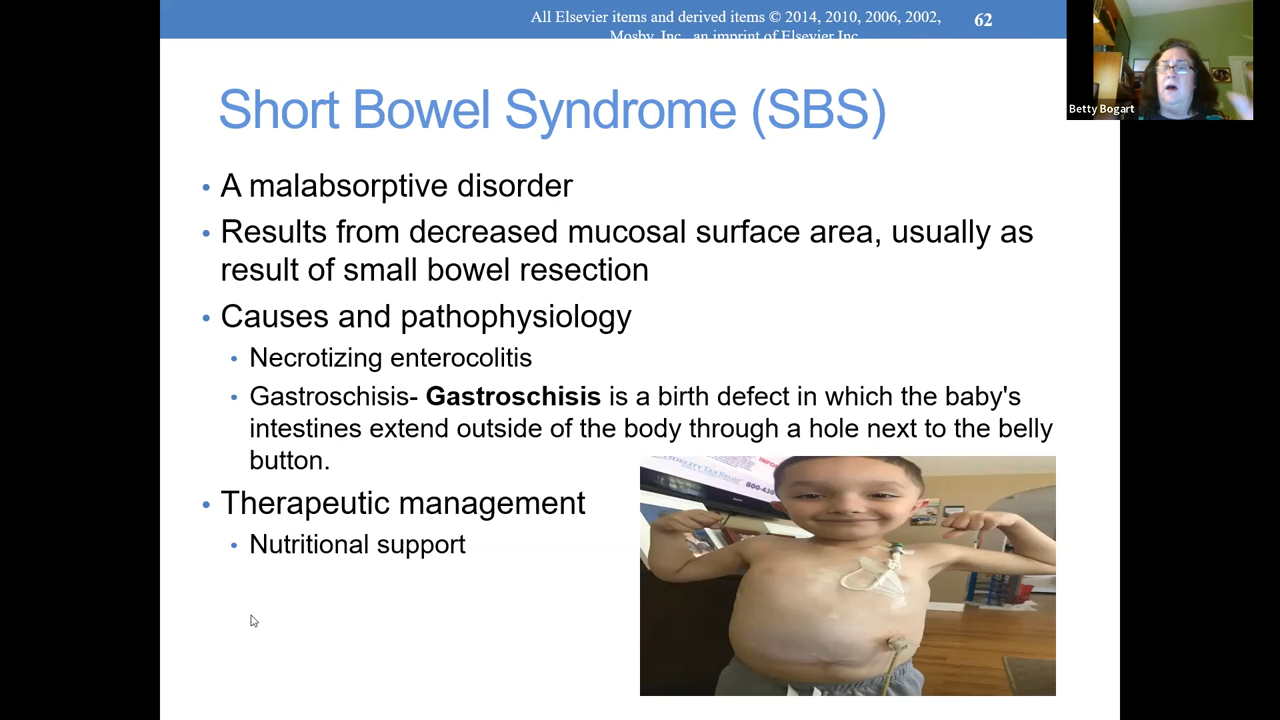 All Elsevier items and derived items © 2014, 2010, 2006, 2002,
Mosby, Inc., an imprint of Elsevier Inc.
62
Betty Bogart
Short Bowel Syndrome (SBS)
• A malabsorptive disorder
• Results from decreased mucosal surface area, usually as
result of small bowel resection
• Causes and pathophysiology
• Necrotizing enterocolitis
• Gastroschisis- Gastroschisis is a birth defect in which the baby's
intestines extend outside of the body through a hole next to the belly
button.
• Therapeutic management
• Nutritional support